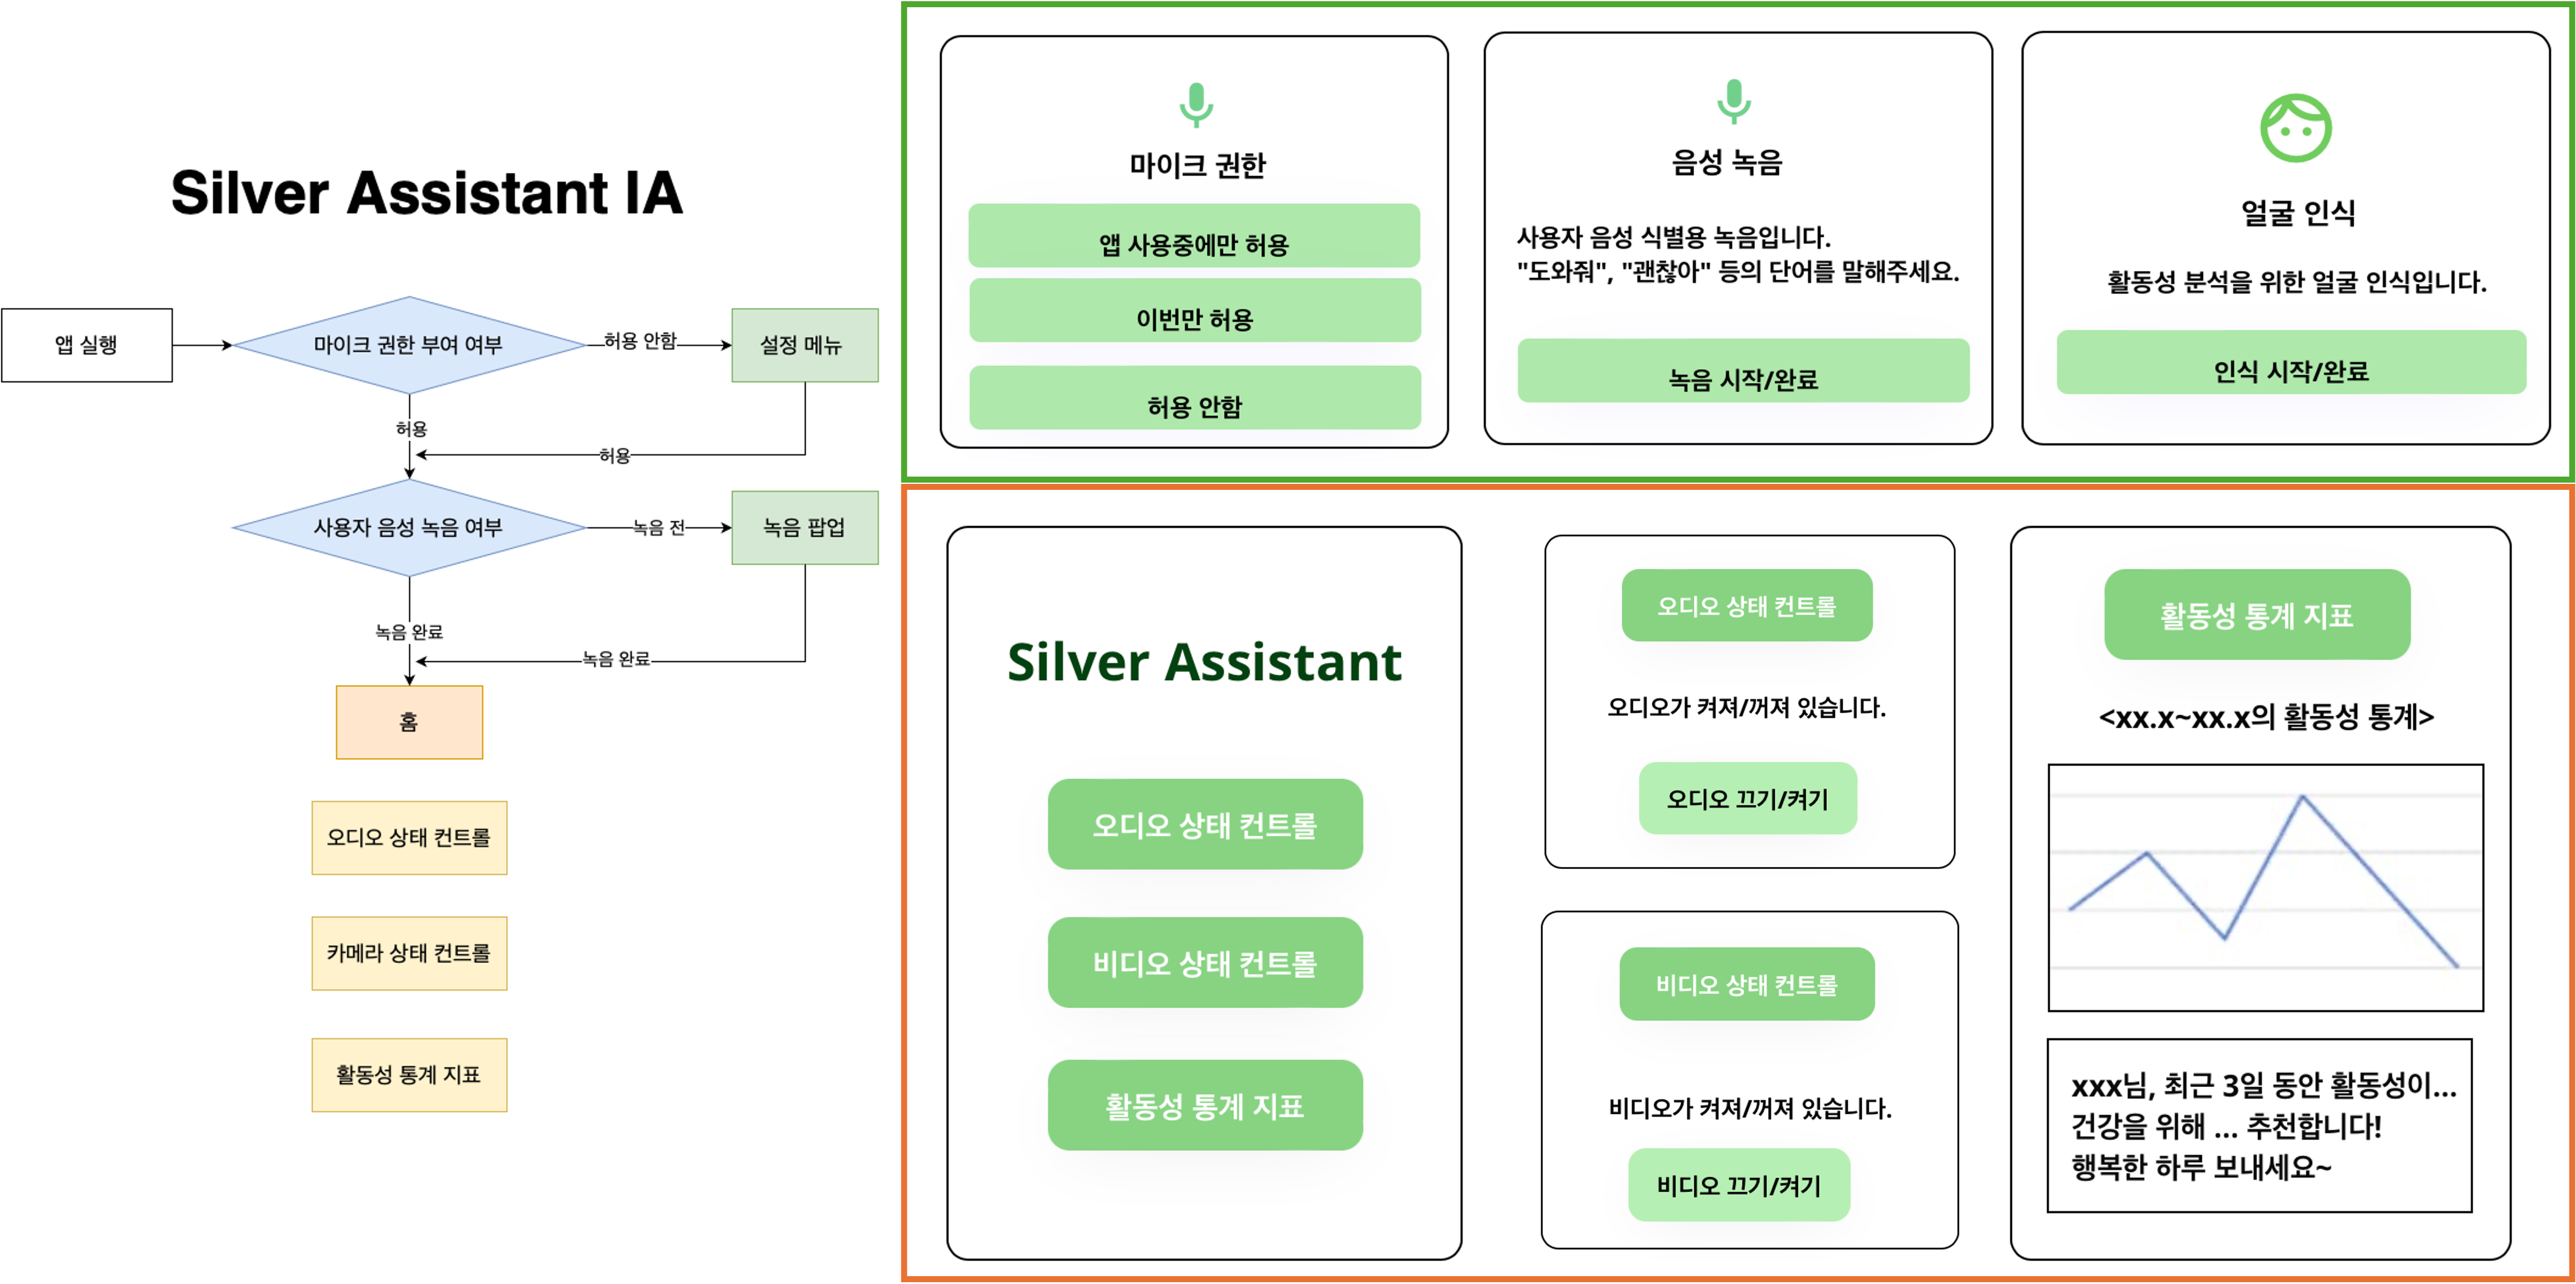 Silver Assistant IA
앱 실행
마이크 권한 부여 여부
허용 안함
설정 메뉴
허용
허용
사용자 음성 녹음 여부
녹음 전
녹음 팝업
녹음 완료
녹음 완료
홈
오디오 상태 컨트롤
카메라 상태 컨트롤
활동성 통계 지표
마이크 권한
앱 사용중에만 허용
이번만 허용
허용 안함
음성 녹음
사용자 음성 식별용 녹음입니다.
"도와줘", "괜찮아" 등의 단어를 말해주세요.
녹음 시작/완료
얼굴 인식
활동성 분석을 위한 얼굴 인식입니다.
인식 시작/완료
Silver Assistant
오디오 상태 컨트롤
비디오 상태 컨트롤
활동성 통계 지표
오디오 상태 컨트롤
오디오가 켜져/꺼져 있습니다.
오디오 끄기/켜기
비디오 상태 컨트롤
비디오가 켜져/꺼져 있습니다.
비디오 끄기/켜기
활동성 통계 지표
<xx.x~xx.x의 활동성 통계>
xxx님, 최근 3일 동안 활동성이...
건강을 위해 ... 추천합니다!
행복한 하루 보내세요~